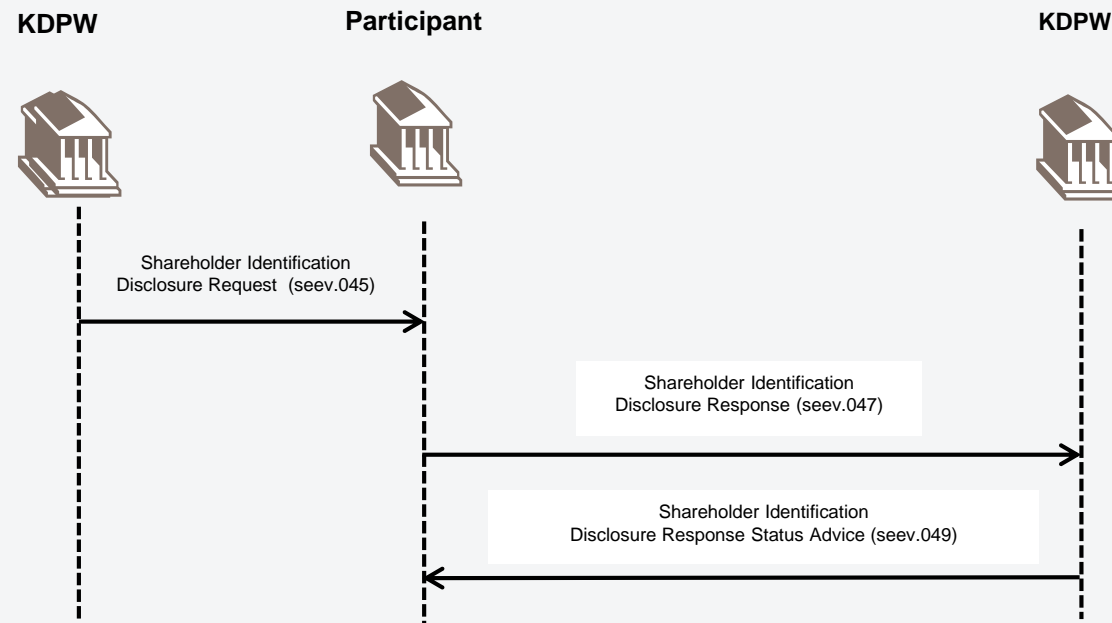 KDPW
Participant
KDPW
Shareholder Identification
Disclosure Request (seev.045)
Shareholder Identification
Disclosure Response (seev.047)
Shareholder Identification
Disclosure Response Status Advice (seev.049)